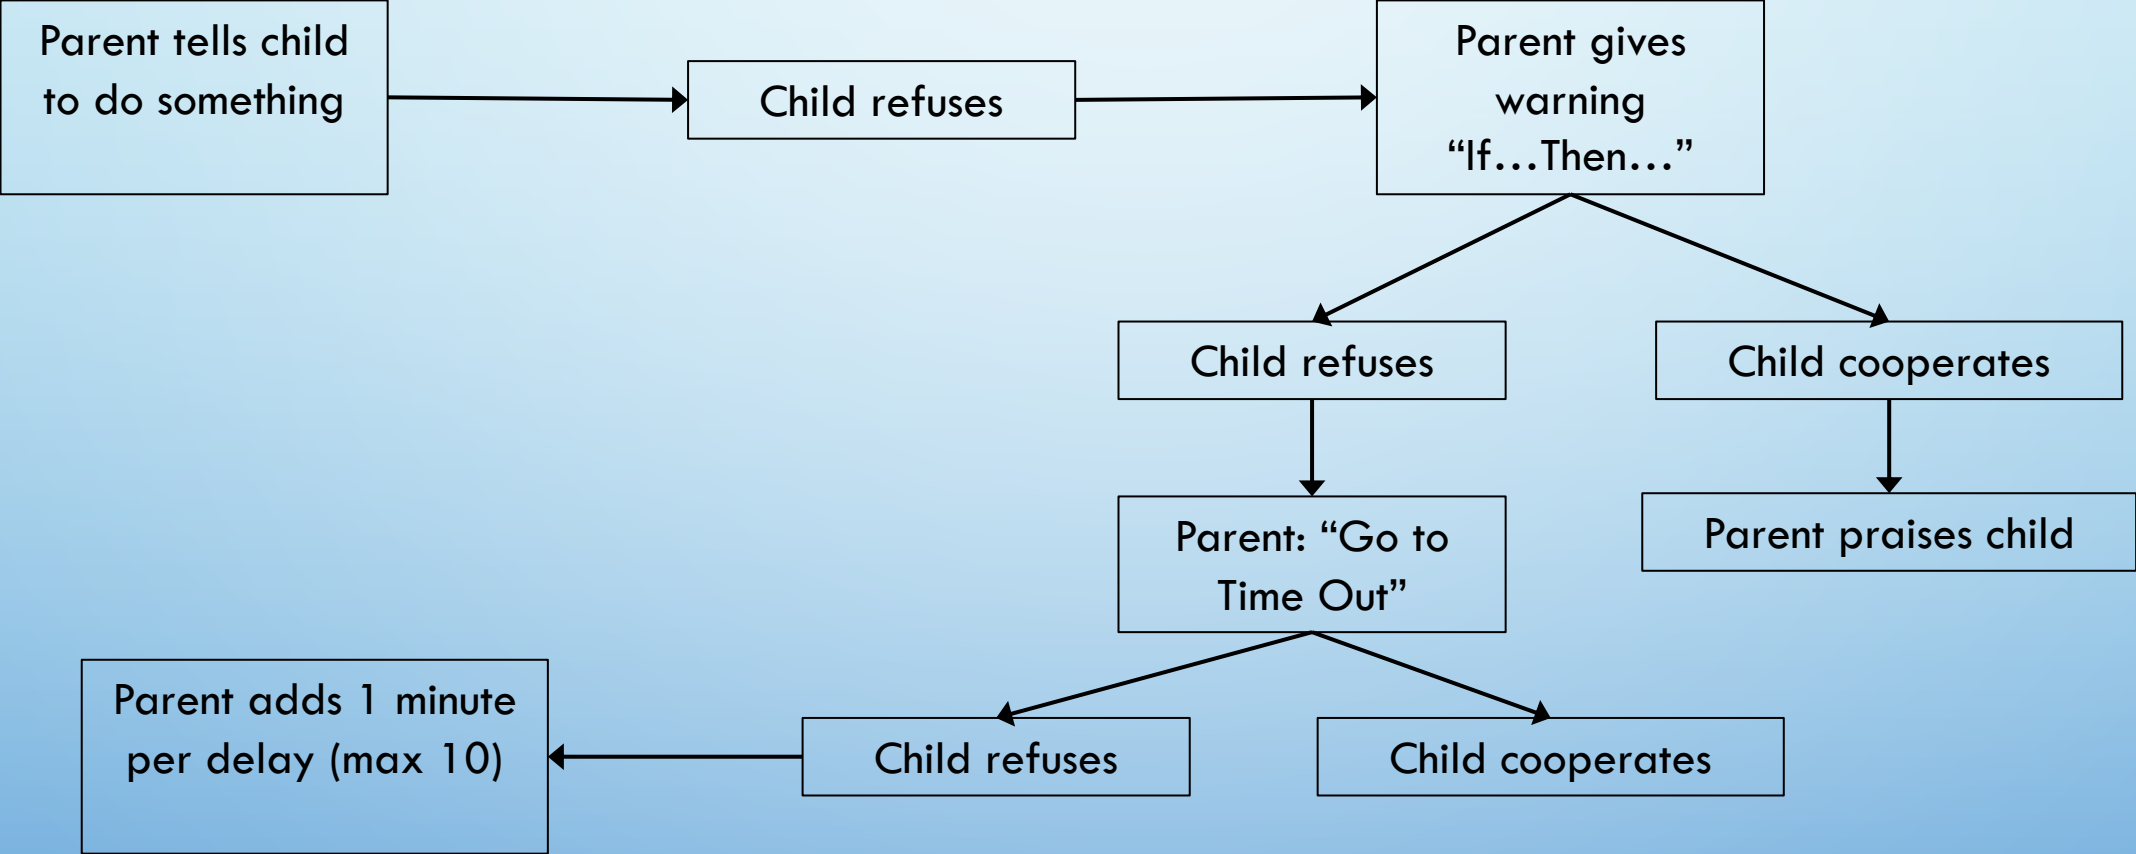 Parent tells child
to do something
Child refuses
Parent gives
warning
“If…Then…”
Child refuses
Child cooperates
Parent: “Go to
Time Out”
Parent praises child
Parent adds 1 minute
per delay (max 10)
Child refuses
Child cooperates